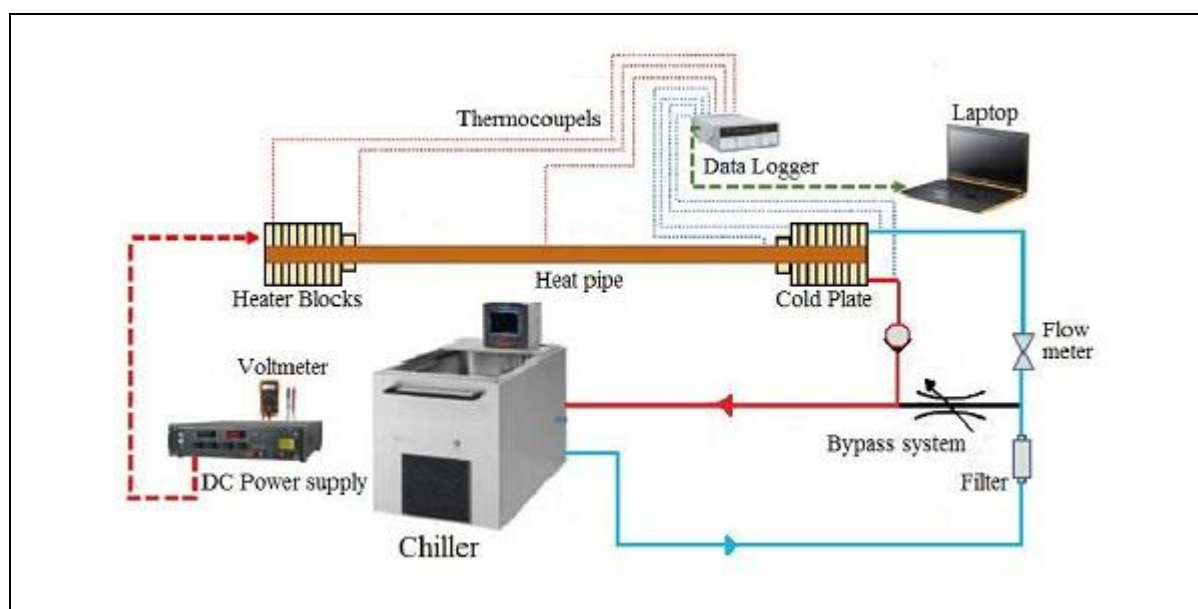 Thermocoupels
Laptop
Data Logger
Heater Blocks
Heat pipe
Cold Plate
Flow
meter
Voltmeter
Bypass system
DC Power supply
Filter
Chiller